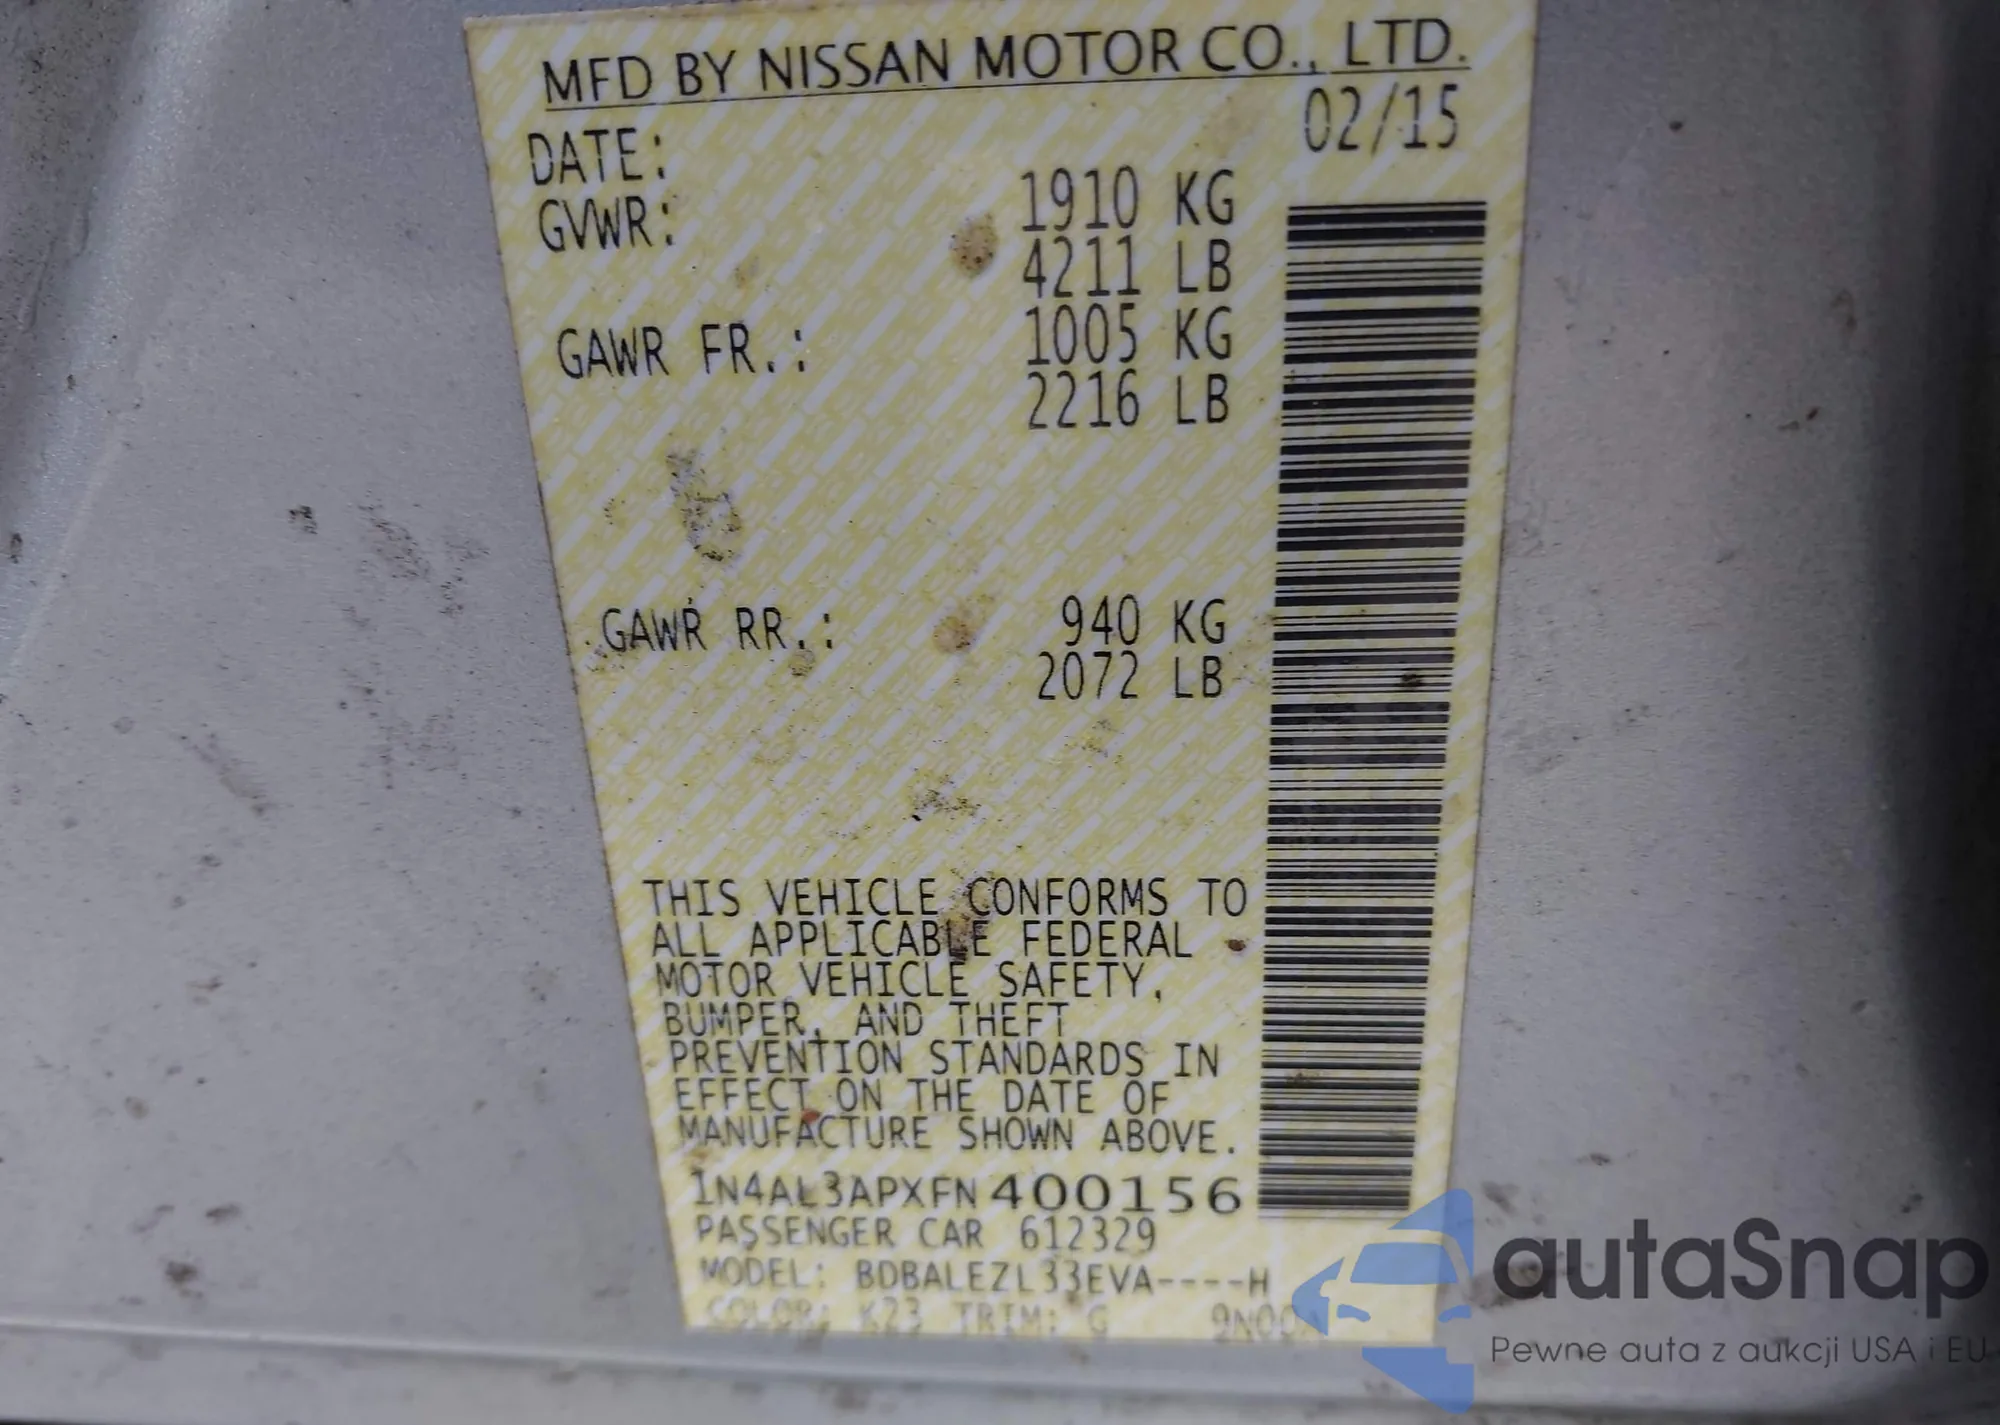 MFD BY NISSAN MOTOR CO., LTD.
DATE: 02/15
GVWR: 1910 KG
4211 LB
GAWR FR.: 1005 KG
2216 LB
GAWR RR.: 940 KG
2072 LB
THIS VEHICLE CONFORMS TO
ALL APPLICABLE FEDERAL
MOTOR VEHICLE SAFETY,
BUMPER, AND THEFT
PREVENTION STANDARDS IN
EFFECT ON THE DATE OF
MANUFACTURE SHOWN ABOVE.
1N4AL3APXFN400156
PASSENGER CAR 612329
MODEL: BDBALEZL33EVA----H
COLOR: K23 TRIM: G
autaSnap
Pewne auta z aukcji USA i EU